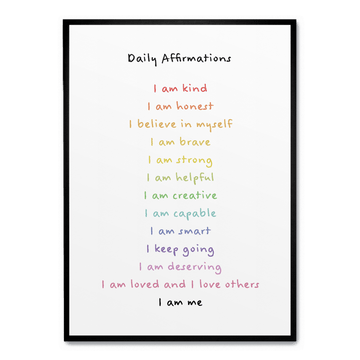 Daily Affirmations
I am kind
I am honest
I believe in myself
I am brave
I am strong
I am helpful
I am creative
I am capable
I am smart
I keep going
I am deserving
I am loved and I love others
I am me